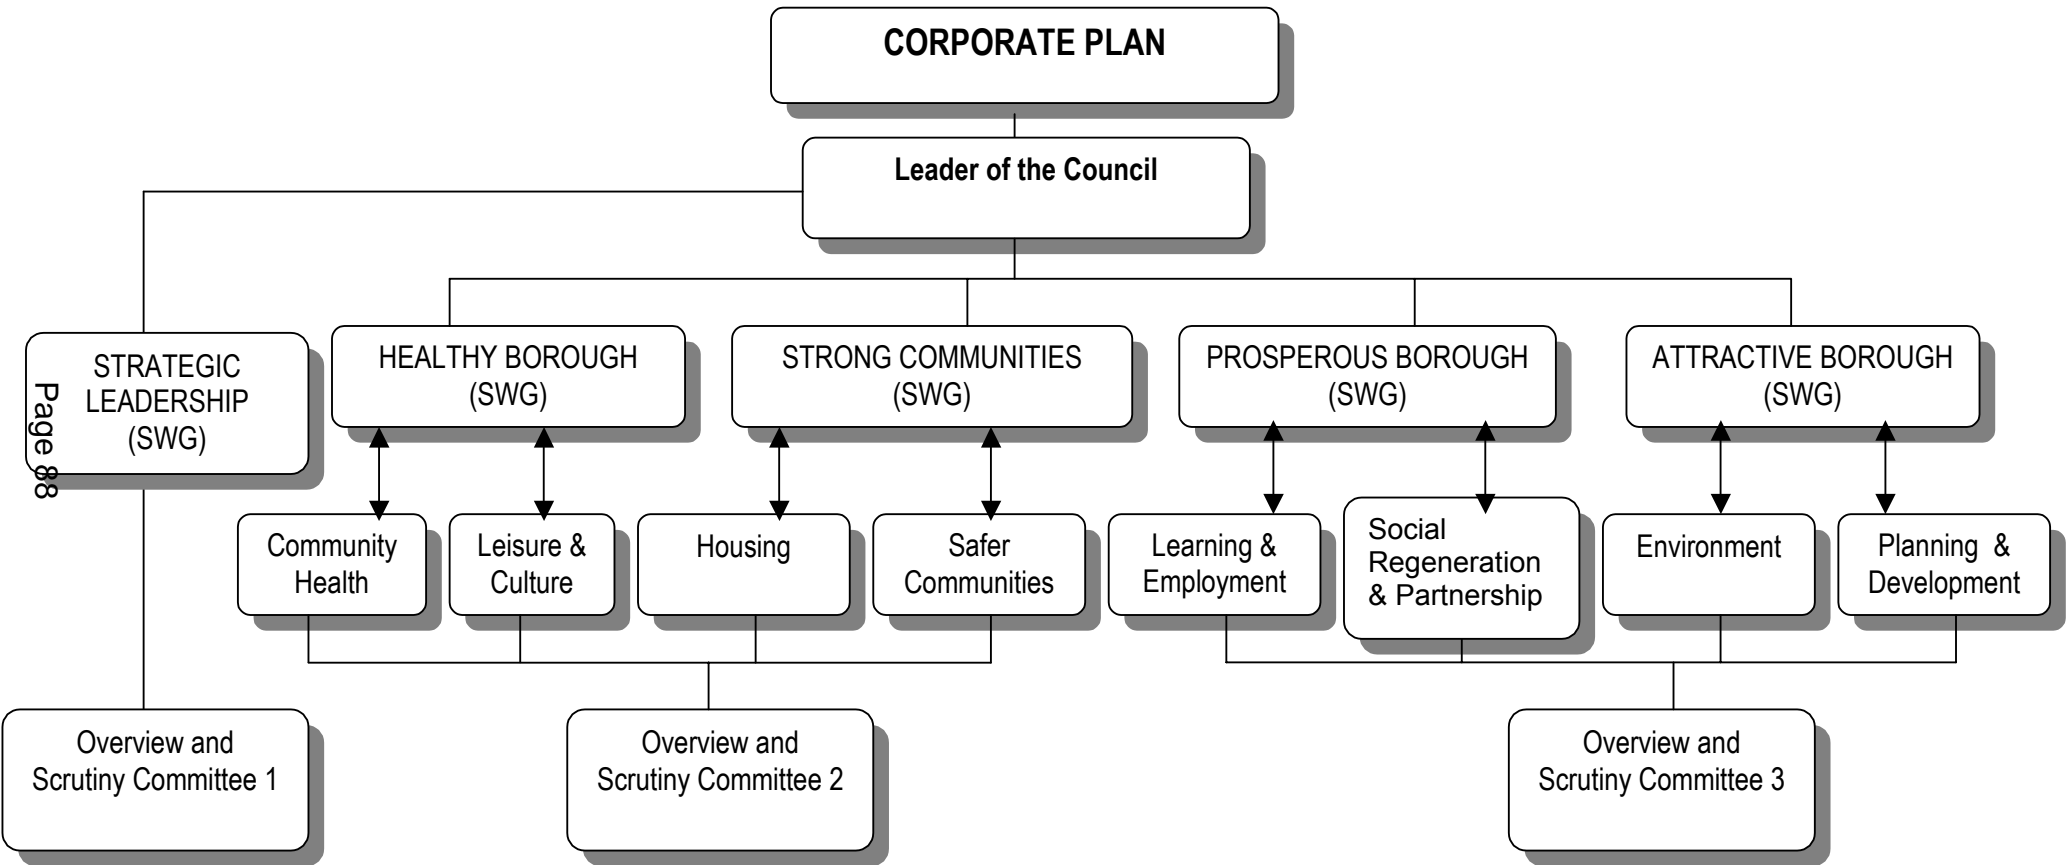 CORPORATE PLAN
Leader of the Council
STRATEGIC
LEADERSHIP
(SWG)
HEALTHY BOROUGH
(SWG)
STRONG COMMUNITIES
(SWG)
PROSPEROUS BOROUGH
(SWG)
ATTRACTIVE BOROUGH
(SWG)
Page 88
Community
Health
Leisure &
Culture
Housing
Safer
Communities
Learning &
Employment
Social
Regeneration
& Partnership
Environment
Planning &
Development
Overview and
Scrutiny Committee 1
Overview and
Scrutiny Committee 2
Overview and
Scrutiny Committee 3